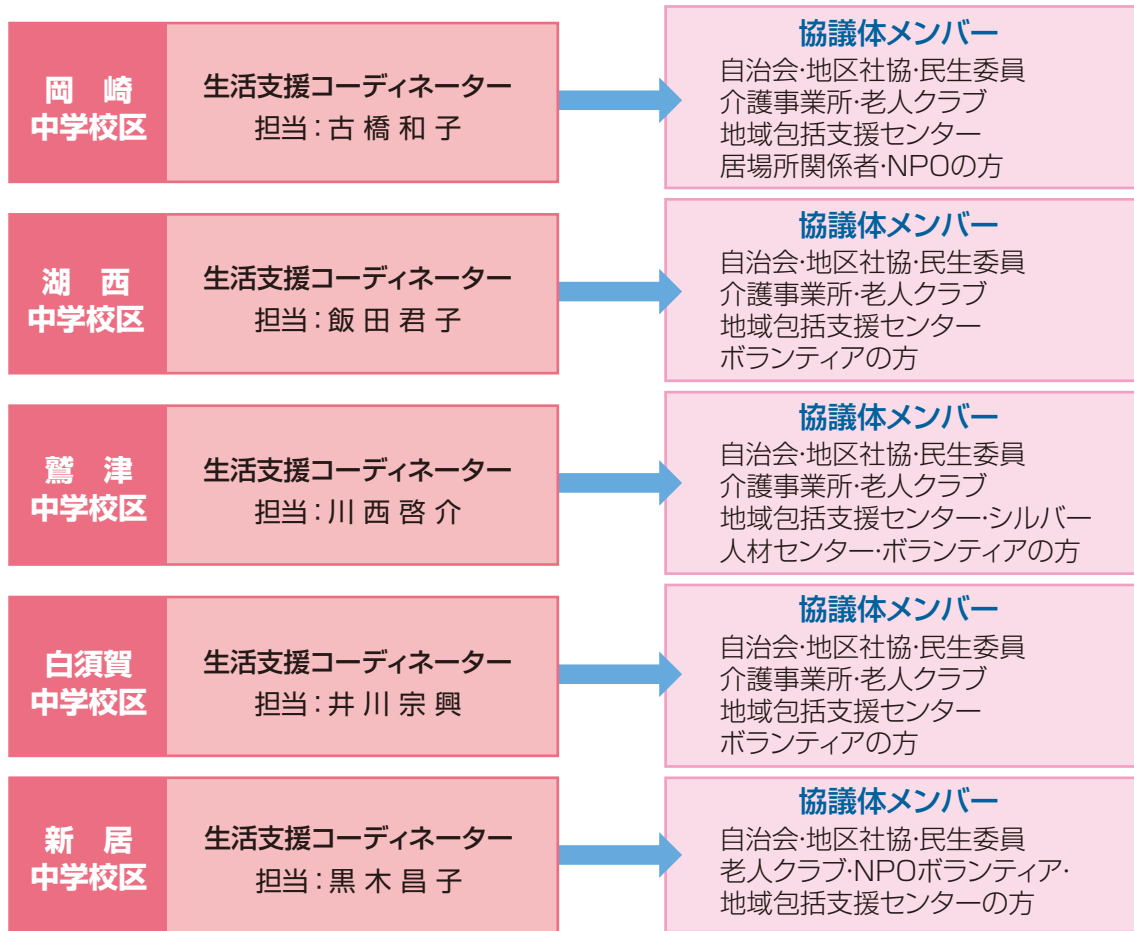 岡崎
中学校区
生活支援コーディネーター
担当：古橋和子
協議体メンバー
自治会・地区社協・民生委員
介護事業所・老人クラブ
地域包括支援センター
居場所関係者・NPOの方
湖西
中学校区
生活支援コーディネーター
担当：飯田君子
協議体メンバー
自治会・地区社協・民生委員
介護事業所・老人クラブ
地域包括支援センター
ボランティアの方
鷲津
中学校区
生活支援コーディネーター
担当：川西啓介
協議体メンバー
自治会・地区社協・民生委員
介護事業所・老人クラブ
地域包括支援センター・シルバー
人材センター・ボランティアの方
白須賀
中学校区
生活支援コーディネーター
担当：井川宗興
協議体メンバー
自治会・地区社協・民生委員
介護事業所・老人クラブ
地域包括支援センター
ボランティアの方
新居
中学校区
生活支援コーディネーター
担当：黒木昌子
協議体メンバー
自治会・地区社協・民生委員
老人クラブ・NPOボランティア・
地域包括支援センターの方